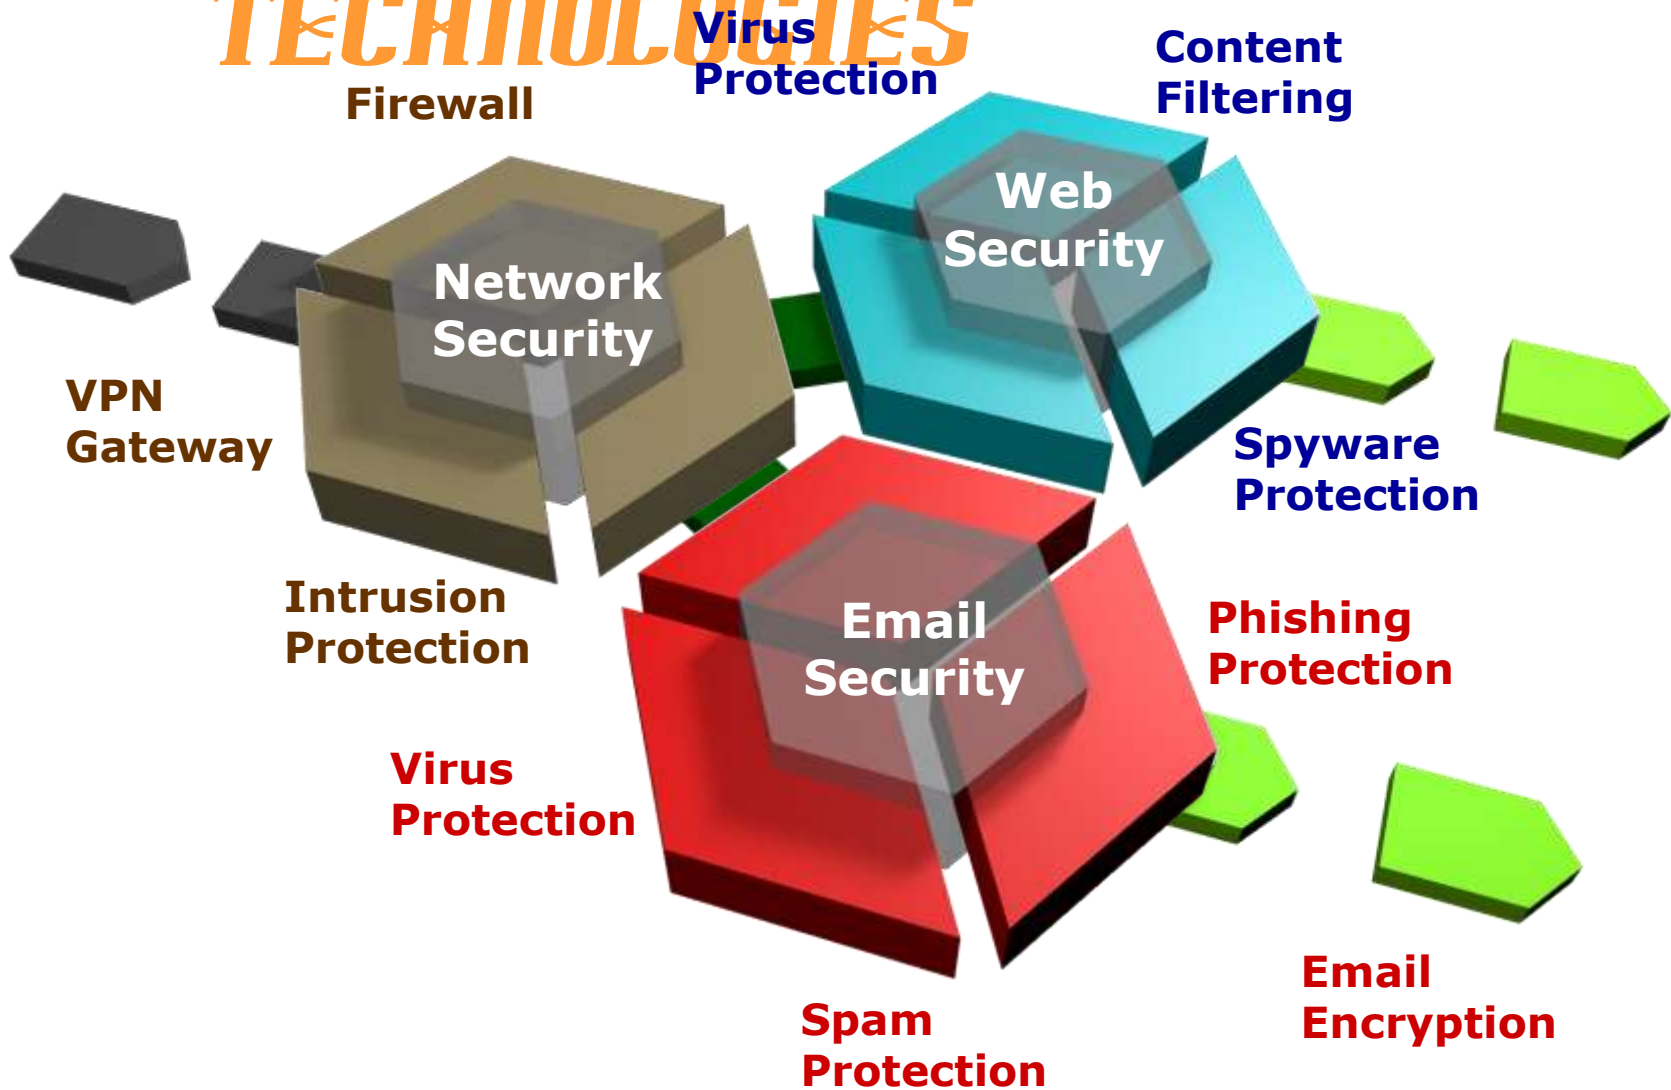 TECHNOLOGIES
Firewall
Virus
Protection
Content
Filtering
Web
Security
Network
Security
VPN
Gateway
Spyware
Protection
Intrusion
Protection
Email
Security
Phishing
Protection
Virus
Protection
Spam
Protection
Email
Encryption